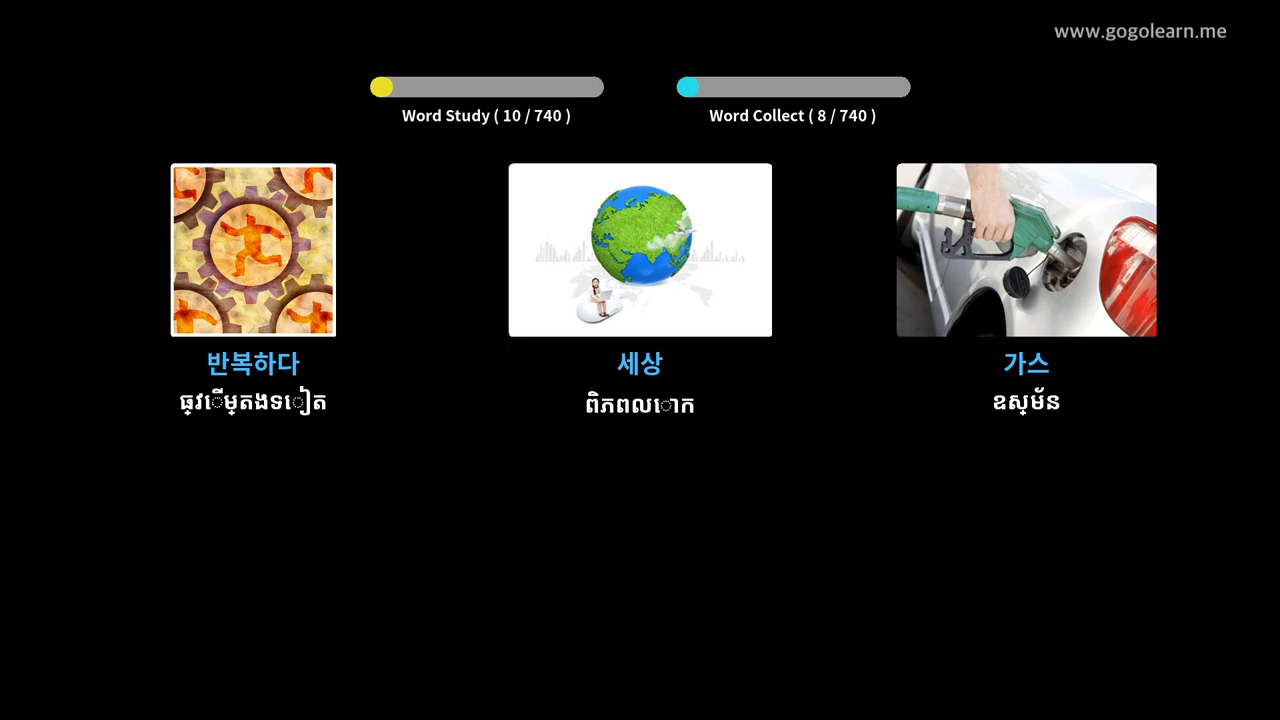 www.gogolearn.me
Word Study ( 10 / 740 )
Word Collect ( 8 / 740 )
반복하다
세상
가스
ធ្វើម្តងទៀត
ពិភពលោក
ឧស្ម័ន